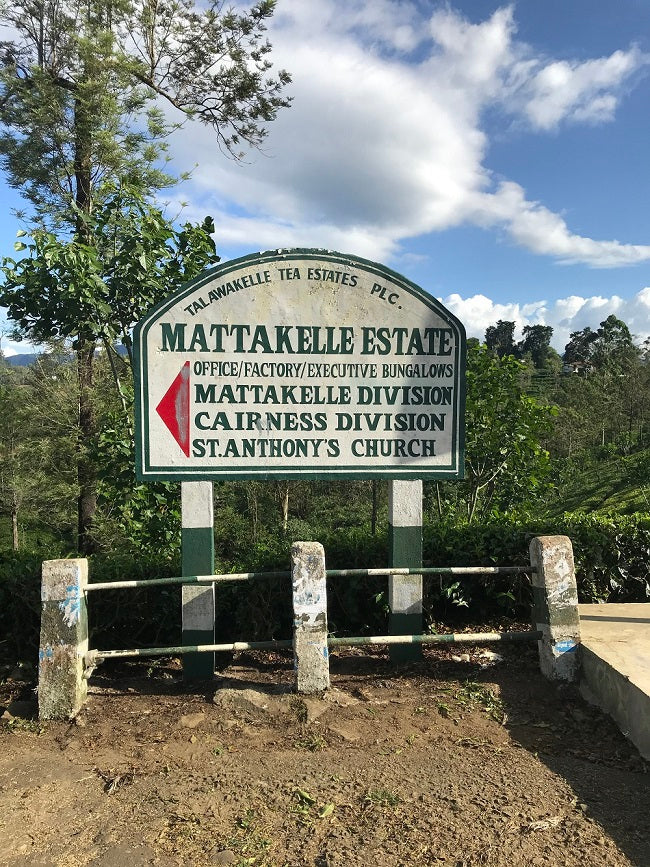 TALAWAKELLE TEA ESTATES PLC.
MATTAKELLE ESTATE
OFFICE/FACTORY/EXECUTIVE BUNGALOWS
MATTAKELLE DIVISION
CAIRNESS DIVISION
ST.ANTHONY'S CHURCH